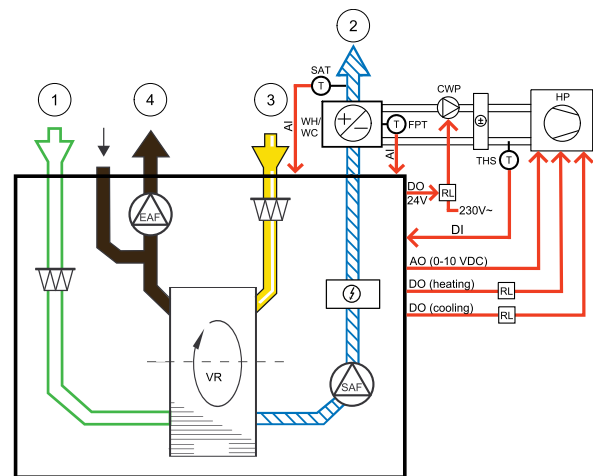 2
1
4
3
SAT
T
CWP
HP
AI
WH/
WC
+
−
T
FPT
±
THS
T
AI
DO
24V
RL
230V~
EAF
DI
AO (0-10 VDC)
DO (heating)
RL
DO (cooling)
RL
VR
SAF